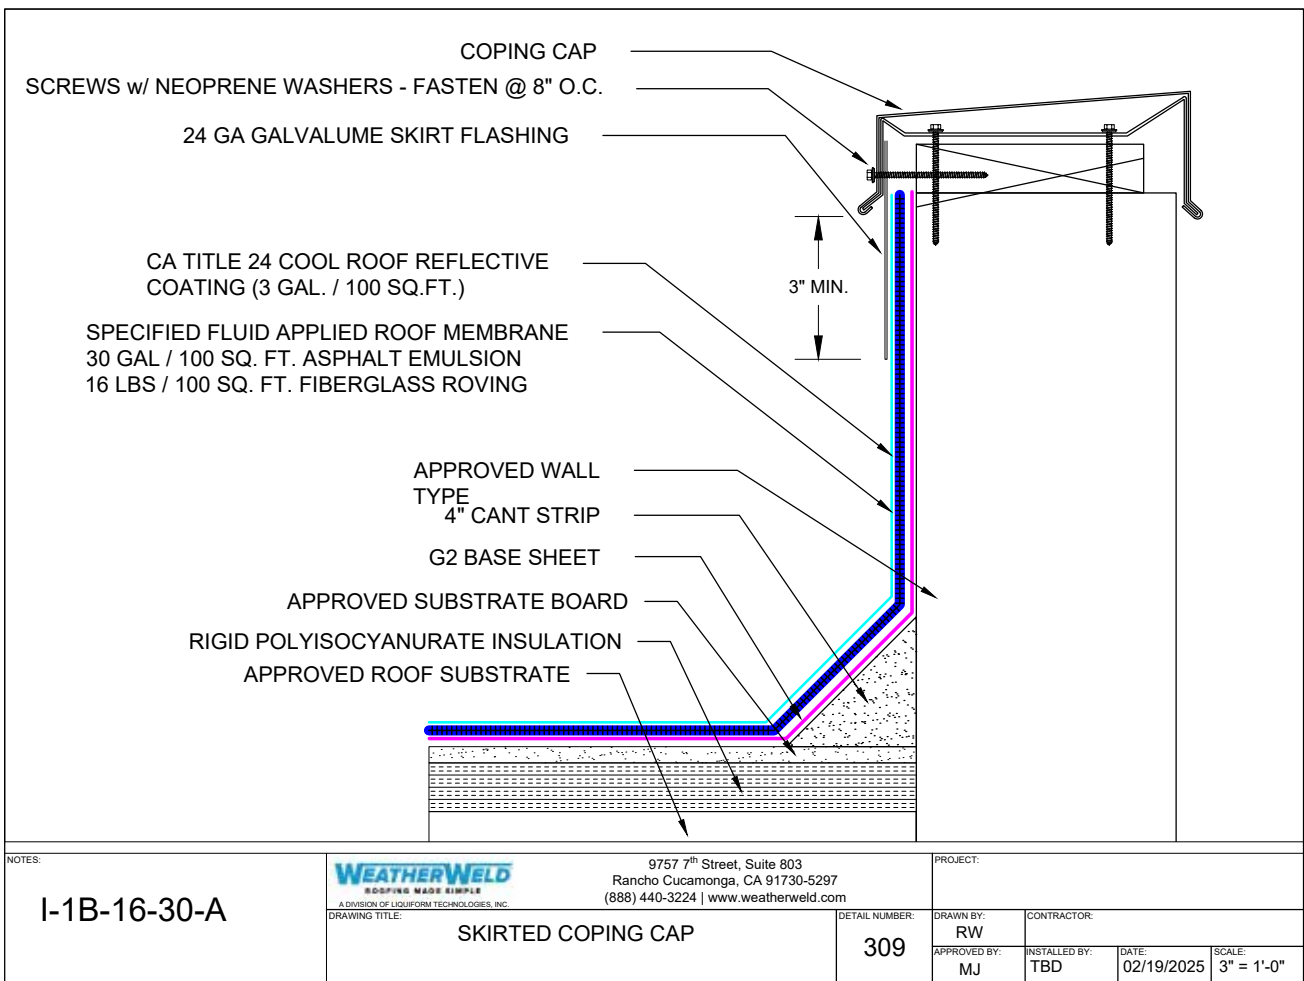 COPING CAP
SCREWS w/ NEOPRENE WASHERS - FASTEN @ 8" O.C.
24 GA GALVALUME SKIRT FLASHING
CA TITLE 24 COOL ROOF REFLECTIVE
COATING (3 GAL. / 100 SQ.FT.)
3" MIN.
SPECIFIED FLUID APPLIED ROOF MEMBRANE
30 GAL / 100 SQ. FT. ASPHALT EMULSION
16 LBS / 100 SQ. FT. FIBERGLASS ROVING
APPROVED WALL
TYPE
4" CANT STRIP
G2 BASE SHEET
APPROVED SUBSTRATE BOARD
RIGID POLYISOCYANURATE INSULATION
APPROVED ROOF SUBSTRATE
NOTES:
I-1B-16-30-A
WEATHERWELD
ROOFING MADE SIMPLE
A DIVISION OF LIQUIFORM TECHNOLOGIES, INC.
9757 7th Street, Suite 803
Rancho Cucamonga, CA 91730-5297
(888) 440-3224 | www.weatherweld.com
DRAWING TITLE:
SKIRTED COPING CAP
DETAIL NUMBER:
309
PROJECT:
DRAWN BY:
RW
CONTRACTOR:
APPROVED BY:
MJ
INSTALLED BY:
TBD
DATE:
02/19/2025
SCALE:
3" = 1'-0"